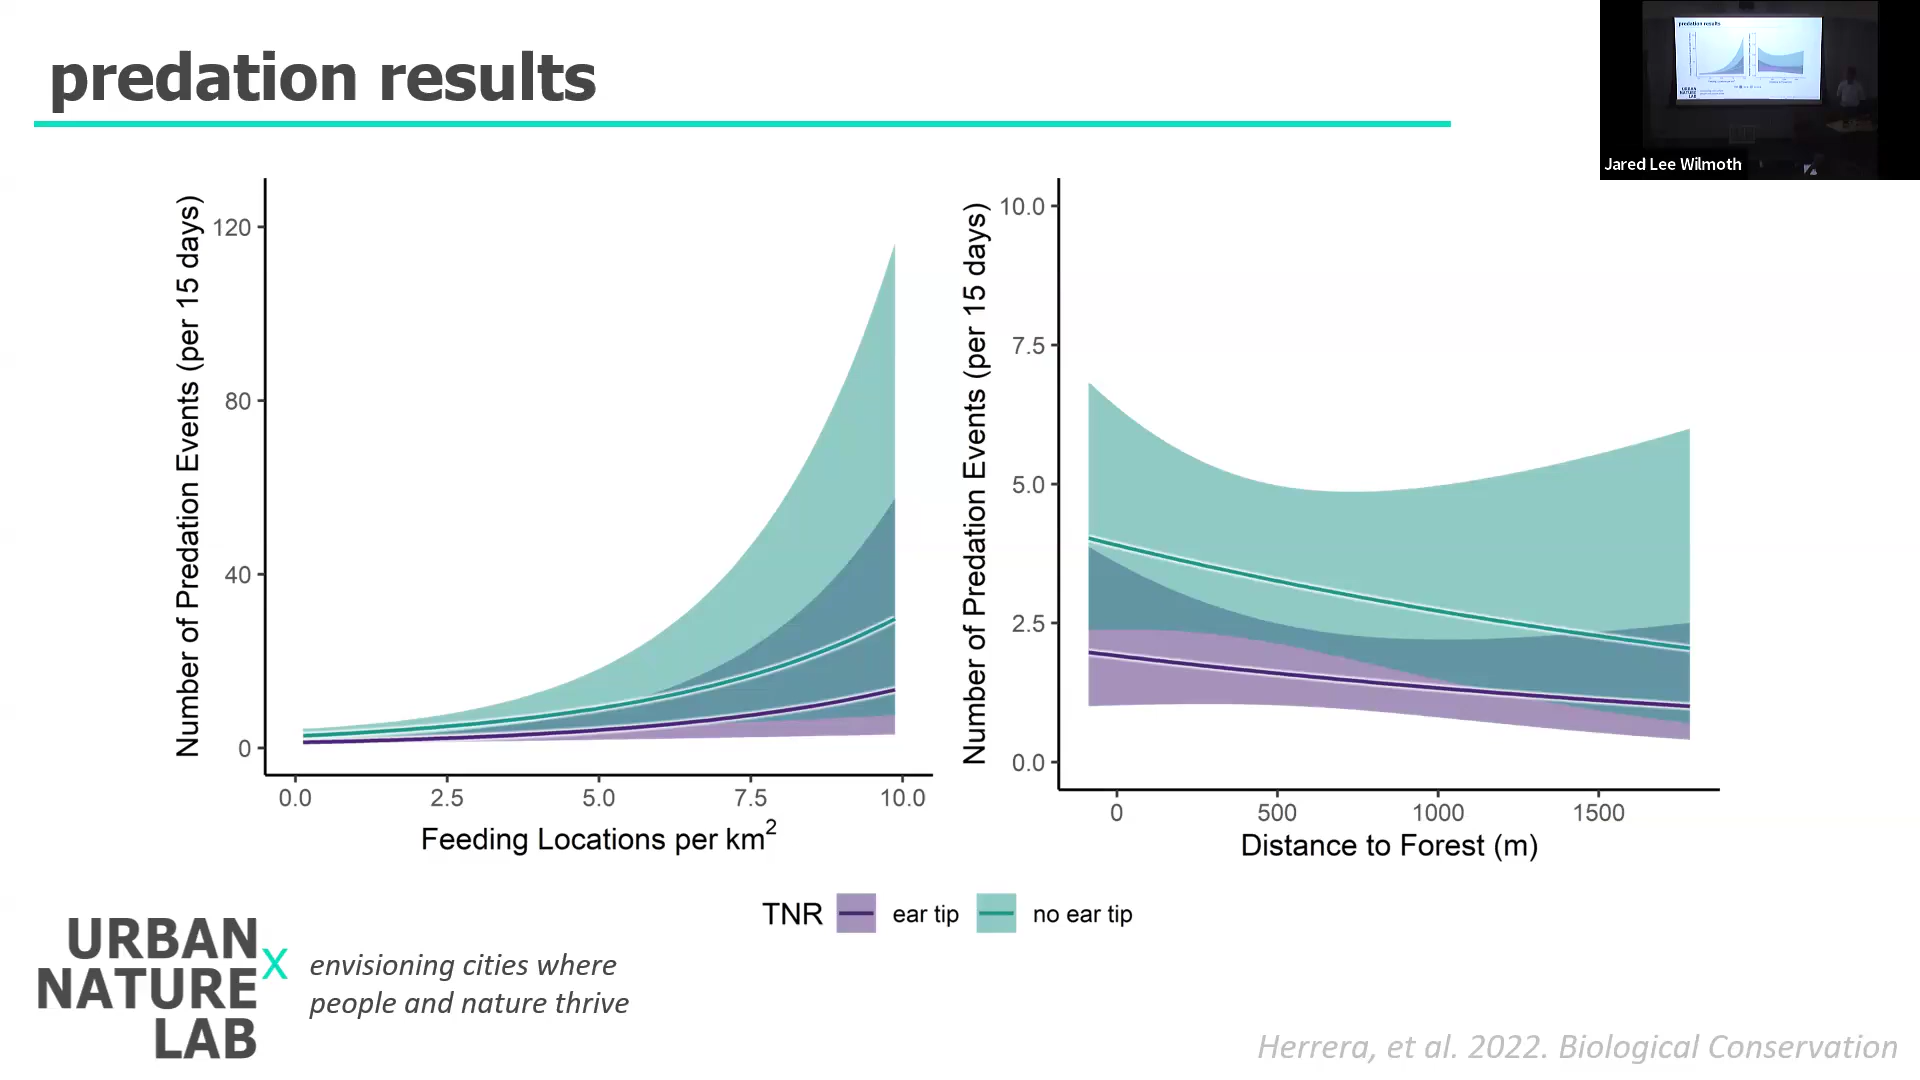 predation results
predation results
Jared Lee Wilmoth
Number of Predation Events (per 15 days)
120
80
40
0
0.0 2.5 5.0 7.5 10.0
Feeding Locations per km²
Number of Predation Events (per 15 days)
10.0
7.5
5.0
2.5
0.0
0 500 1000 1500
Distance to Forest (m)
TNR ear tip no ear tip
URBAN
NATURE
LAB
X
envisioning cities where
people and nature thrive
Herrera, et al. 2022. Biological Conservation